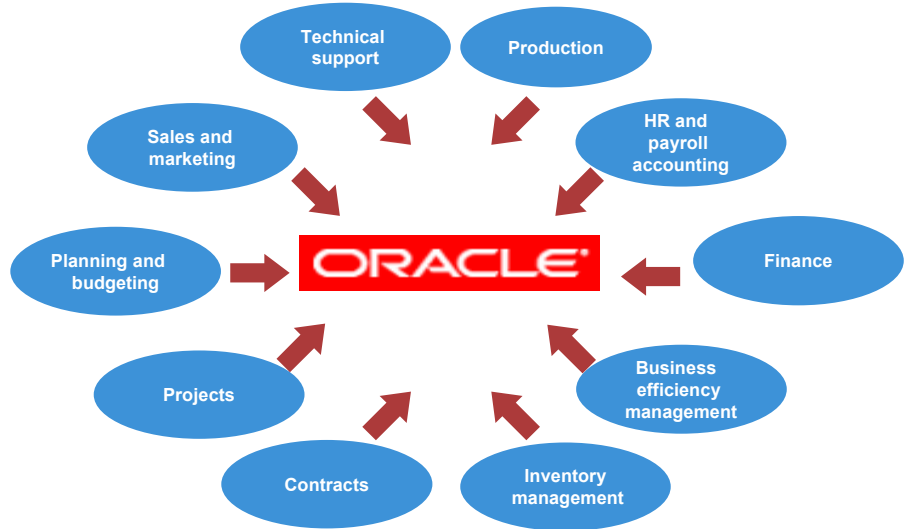 Technical
support
Production
Sales and
marketing
HR and
payroll
accounting
Planning and
budgeting
ORACLE®
Finance
Projects
Business
efficiency
management
Contracts
Inventory
management